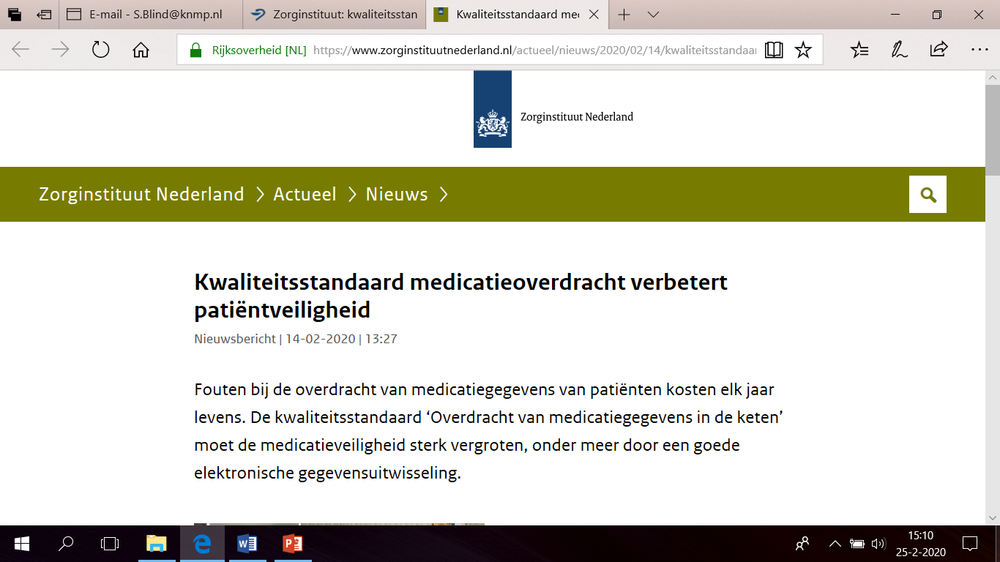 E-mail - S.Blind@knmp.nl
Zorginstituut: kwaliteitsstan
Kwaliteitsstandaard med
Rijksoverheid [NL] https://www.zorginstituutnederland.nl/actueel/nieuws/2020/02/14/kwaliteitsstandaar
Zorginstituut Nederland
Zorginstituut Nederland > Actueel > Nieuws >
Kwaliteitsstandaard medicatieoverdracht verbetert
patiëntveiligheid
Nieuwsbericht | 14-02-2020 | 13:27
Fouten bij de overdracht van medicatiegegevens van patiënten kosten elk jaar
levens. De kwaliteitsstandaard ‘Overdracht van medicatiegegevens in de keten’
moet de medicatieveiligheid sterk vergroten, onder meer door een goede
elektronische gegevensuitwisseling.
15:10
25-2-2020